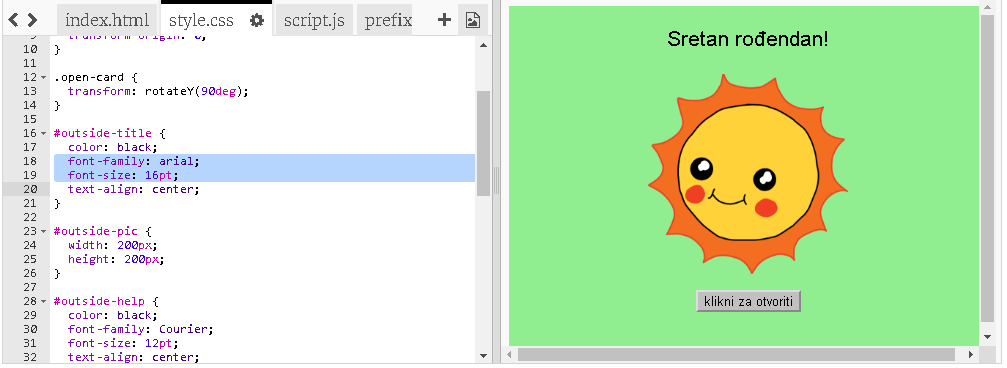 index.html style.css script.js prefix
9 transform-origin: 0;
10 }
11
12 .open-card {
13 transform: rotateY(90deg);
14 }
15
16 #outside-title {
17 color: black;
18 font-family: arial;
19 font-size: 16pt;
20 text-align: center;
21 }
22
23 #outside-pic {
24 width: 200px;
25 height: 200px;
26 }
27
28 #outside-help {
29 color: black;
30 font-family: Courier;
31 font-size: 12pt;
32 text-align: center;
Sretan rođendan!
klikni za otvoriti